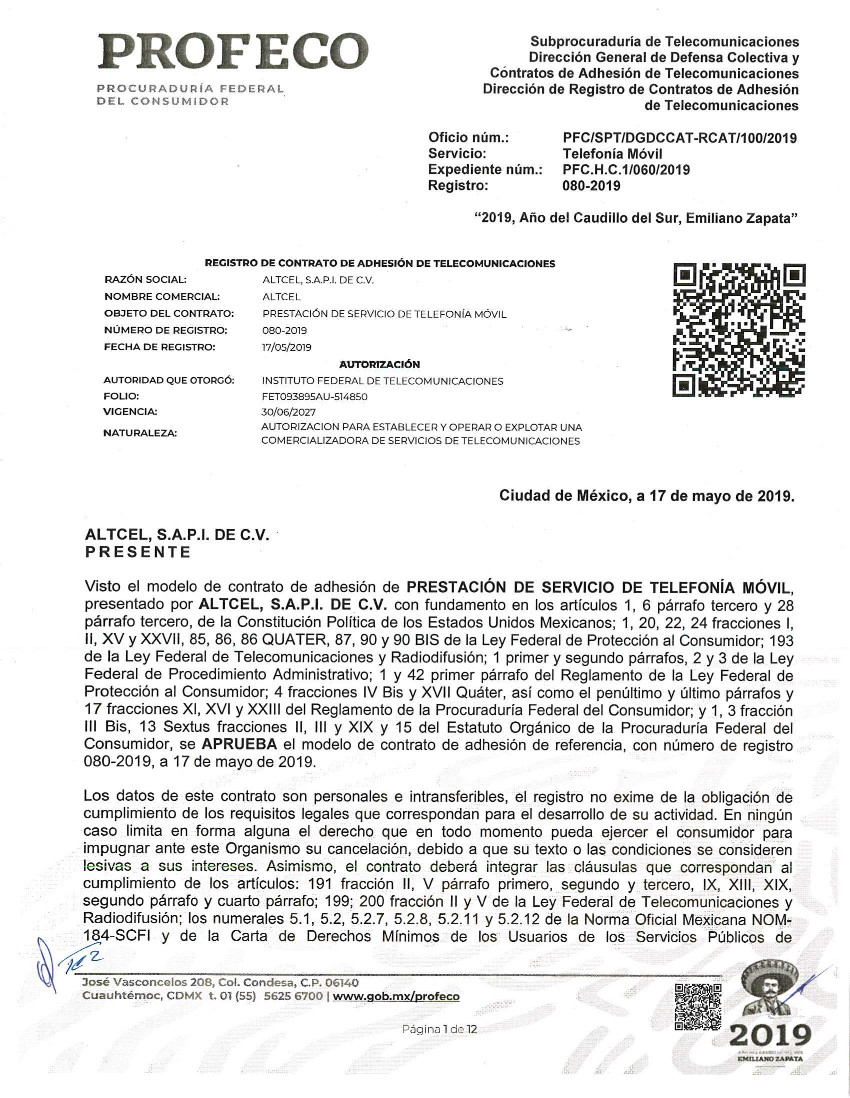 PROFECO
PROCURADURÍA FEDERAL
DEL CONSUMIDOR
Subprocuraduría de Telecomunicaciones
Dirección General de Defensa Colectiva y
Contratos de Adhesión de Telecomunicaciones
Dirección de Registro de Contratos de Adhesión
de Telecomunicaciones
Oficio núm.: PFC/SPT/DGDCCAT-RCAT/100/2019
Servicio: Telefonía Móvil
Expediente núm.: PFC.H.C.1/060/2019
Registro: 080-2019
“2019, Año del Caudillo del Sur, Emiliano Zapata”
REGISTRO DE CONTRATO DE ADHESIÓN DE TELECOMUNICACIONES
RAZÓN SOCIAL: ALTCEL, S.A.P.I. DE C.V.
NOMBRE COMERCIAL: ALTCEL
OBJETO DEL CONTRATO: PRESTACIÓN DE SERVICIO DE TELEFONÍA MÓVIL
NÚMERO DE REGISTRO: 080-2019
FECHA DE REGISTRO: 17/05/2019
AUTORIZACIÓN
AUTORIDAD QUE OTORGÓ: INSTITUTO FEDERAL DE TELECOMUNICACIONES
FOLIO: FET093895AU-514850
VIGENCIA: 30/06/2027
NATURALEZA: AUTORIZACION PARA ESTABLECER Y OPERAR O EXPLOTAR UNA
COMERCIALIZADORA DE SERVICIOS DE TELECOMUNICACIONES
Ciudad de México, a 17 de mayo de 2019.
ALTCEL, S.A.P.I. DE C.V.
P R E S E N T E
Visto el modelo de contrato de adhesión de PRESTACIÓN DE SERVICIO DE TELEFONÍA MÓVIL,
presentado por ALTCEL, S.A.P.I. DE C.V. con fundamento en los artículos 1, 6 párrafo tercero y 28
párrafo tercero, de la Constitución Política de los Estados Unidos Mexicanos; 1, 20, 22, 24 fracciones I,
II, XV y XXVII, 85, 86, 86 QUATER, 87, 90 y 90 BIS de la Ley Federal de Protección al Consumidor; 193
de la Ley Federal de Telecomunicaciones y Radiodifusión; 1 primer y segundo párrafos, 2 y 3 de la Ley
Federal de Procedimiento Administrativo; 1 y 42 primer párrafo del Reglamento de la Ley Federal de
Protección al Consumidor; 4 fracciones IV Bis y XVII Quáter, así como el penúltimo y último párrafos y
17 fracciones XI, XVI y XXIII del Reglamento de la Procuraduría Federal del Consumidor; y 1, 3 fracción
III Bis, 13 Sextus fracciones II, III y XIX y 15 del Estatuto Orgánico de la Procuraduría Federal del
Consumidor, se APRUEBA el modelo de contrato de adhesión de referencia, con número de registro
080-2019, a 17 de mayo de 2019.
Los datos de este contrato son personales e intransferibles, el registro no exime de la obligación de
cumplimiento de los requisitos legales que correspondan para el desarrollo de su actividad. En ningún
caso limita en forma alguna el derecho que en todo momento pueda ejercer el consumidor para
impugnar ante este Organismo su cancelación, debido a que su texto o las condiciones se consideren
lesivas a sus intereses. Asimismo, el contrato deberá integrar las cláusulas que correspondan al
cumplimiento de los artículos: 191 fracción II, V párrafo primero, segundo y tercero, IX, XIII, XIX,
segundo párrafo y cuarto párrafo; 199; 200 fracción II y V de la Ley Federal de Telecomunicaciones y
Radiodifusión; los numerales 5.1, 5.2, 5.2.7, 5.2.8, 5.2.11 y 5.2.12 de la Norma Oficial Mexicana NOM-
184-SCFI y de la Carta de Derechos Mínimos de los Usuarios de los Servicios Públicos de
José Vasconcelos 208, Col. Condesa, C.P. 06140
Cuauhtémoc, CDMX t. 01 (55) 5625 6700 | www.gob.mx/profeco
Página 1 de 12
2019
EMILIANO ZAPATA